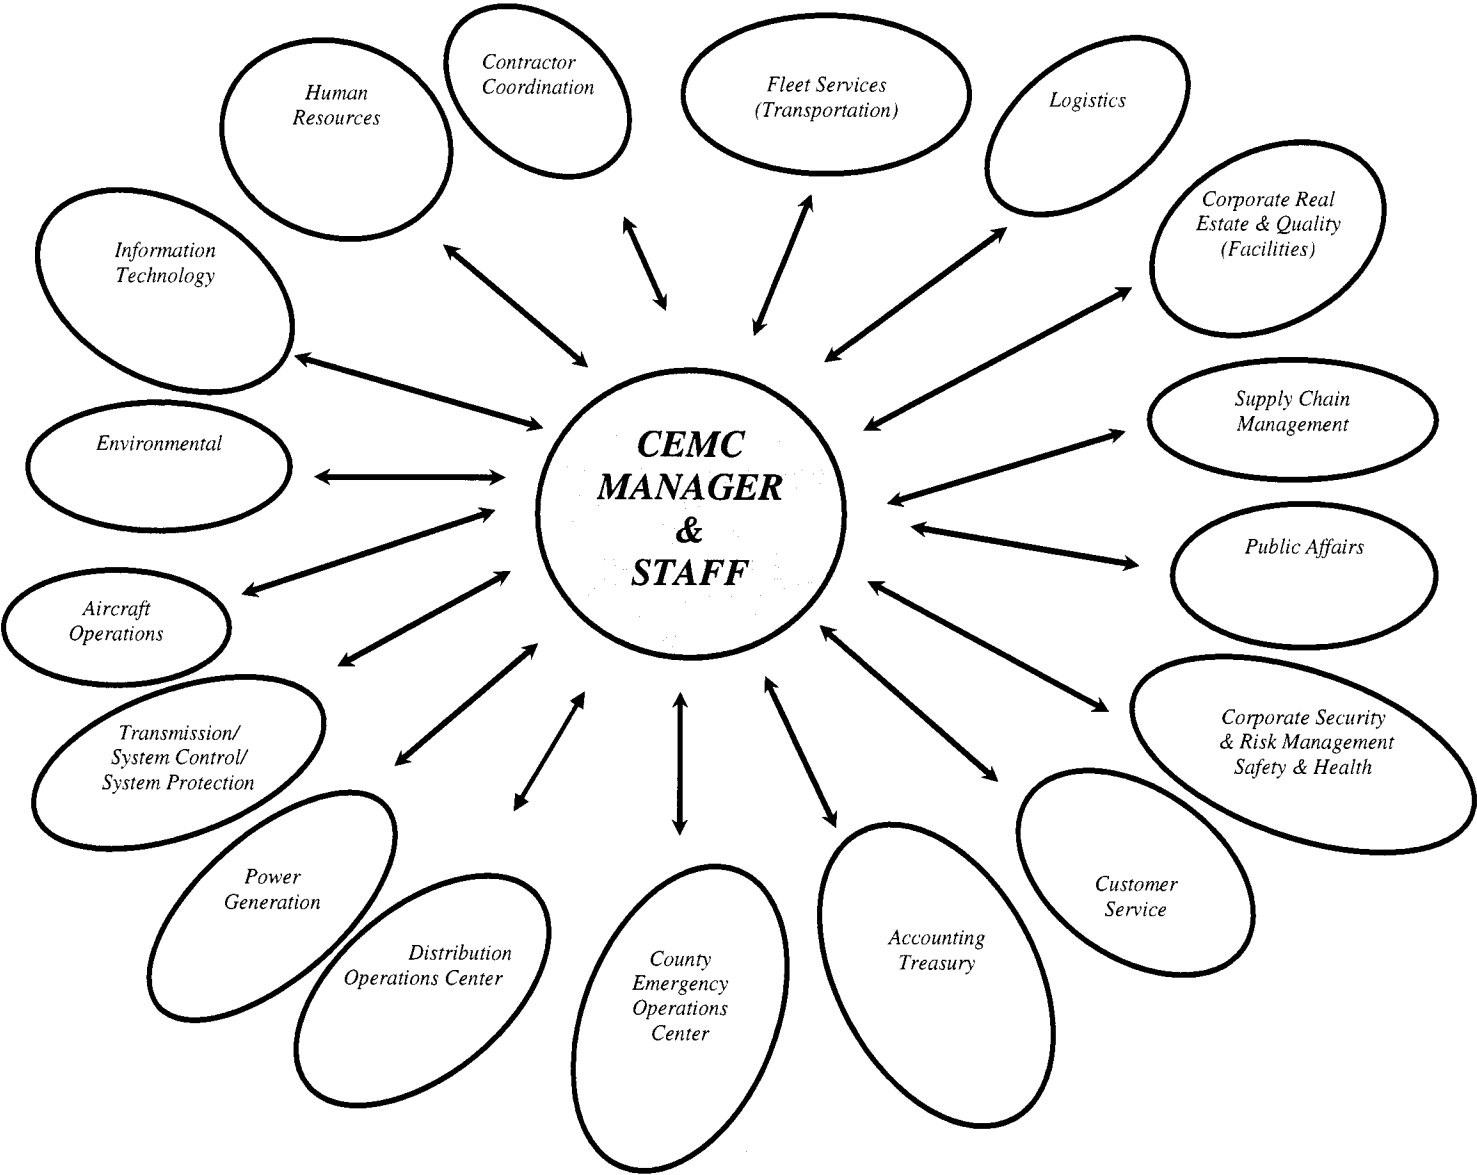 Contractor
Coordination
Human
Resources
Fleet Services
(Transportation)
Logistics
Corporate Real
Estate & Quality
(Facilities)
Information
Technology
Supply Chain
Management
Environmental
CEMC
MANAGER
&
STAFF
Public Affairs
Aircraft
Operations
Corporate Security
& Risk Management
Safety & Health
Transmission/
System Control/
System Protection
Customer
Service
Power
Generation
Distribution
Operations Center
County
Emergency
Operations
Center
Accounting
Treasury